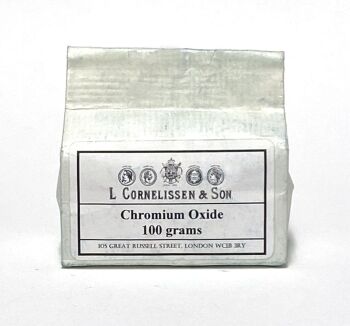 L. CORNELISSEN & SON
Chromium Oxide
100 grams
105 GREAT RUSSELL STREET, LONDON WC1B 3RY